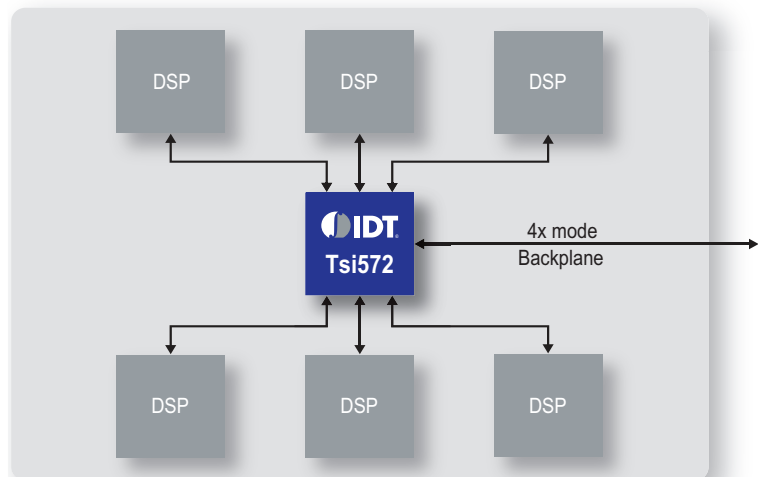 DSP
DSP
DSP
IDT
Tsi572
4x mode
Backplane
DSP
DSP
DSP